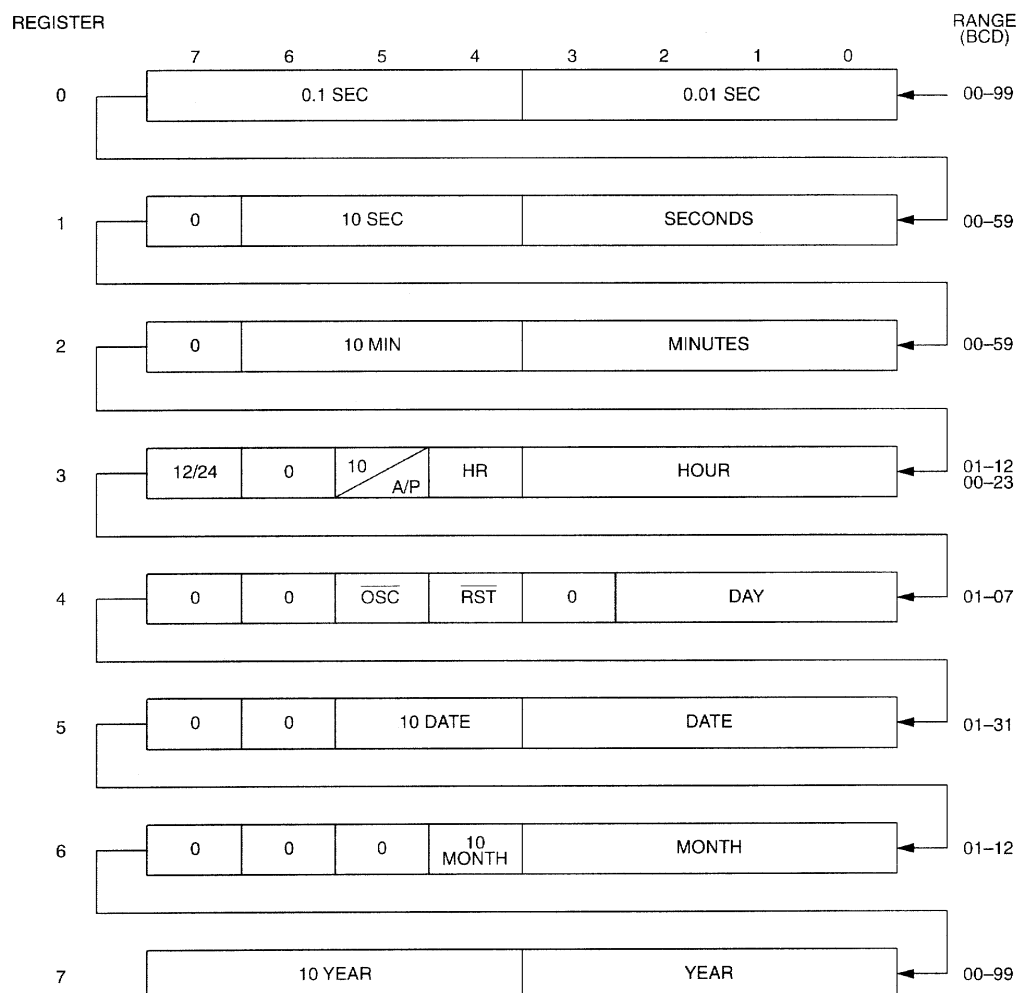 REGISTER
RANGE
(BCD)
7 6 5 4 3 2 1 0
0 0.1 SEC 0.01 SEC 00–99
1 0 10 SEC SECONDS 00–59
2 0 10 MIN MINUTES 00–59
3 12/24 0 10 A/P HR HOUR 01–12
00–23
4 0 0 OSC RST 0 DAY 01–07
5 0 0 10 DATE DATE 01–31
6 0 0 0 10 MONTH MONTH 01–12
7 10 YEAR YEAR 00–99